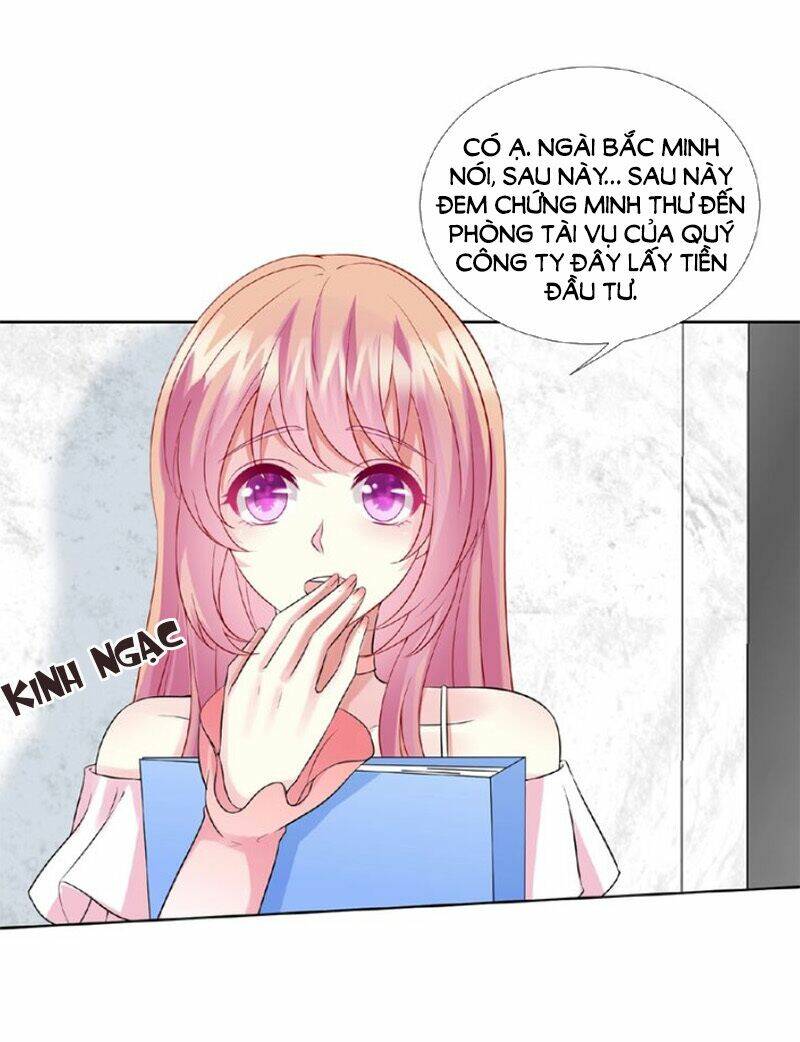 CÓ Ạ. NGÀI BẮC MINH
NÓI, SAU NÀY... SAU NÀY
ĐEM CHỨNG MINH THƯ ĐẾN
PHÒNG TÀI VỤ CỦA QUÝ
CÔNG TY ĐÂY LẤY TIỀN
ĐẦU TƯ.
KINH NGẠC